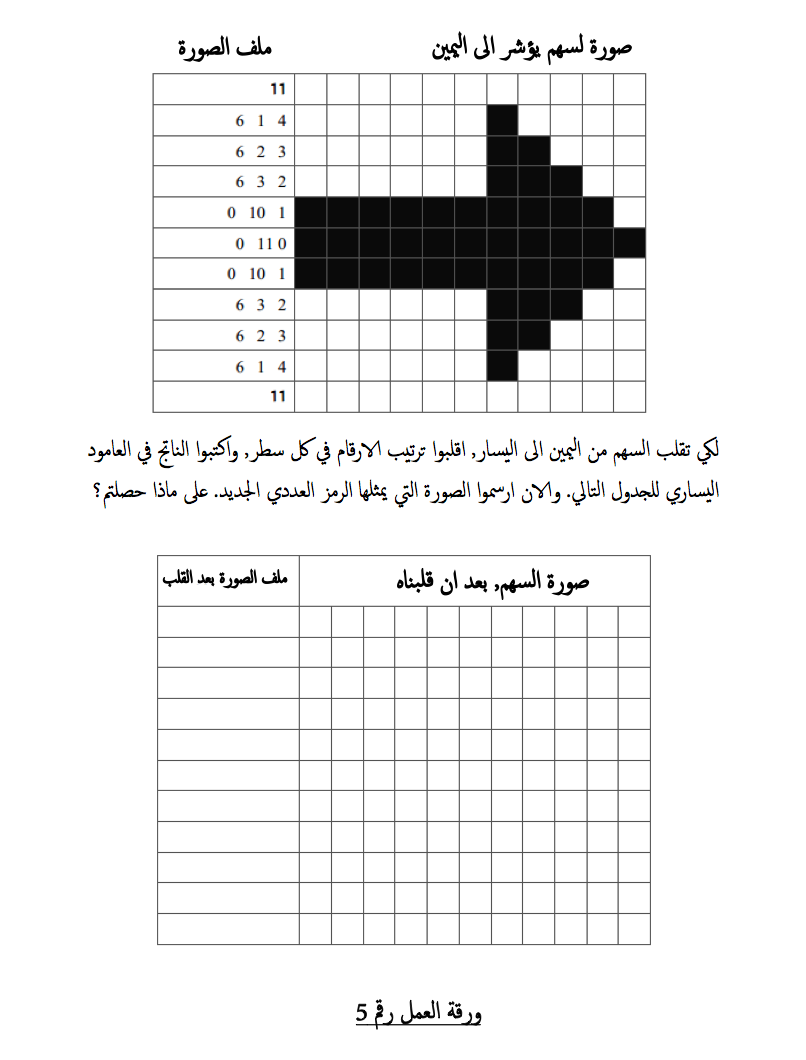 صورة لسهم يؤشر الى اليمين
ملف الصورة
11
6 1 4
6 2 3
6 3 2
0 10 1
0 11 0
0 10 1
6 3 2
6 2 3
6 1 4
11
لكي تقلب السهم من اليمين الى اليسار, اقلبوا ترتيب الارقام في كل سطر, واكتبوا الناتج في العامود
اليساري للجدول التالي. والان ارسموا الصورة التي يمثلها الرمز العددي الجديد. على ماذا حصلتم؟
صورة السهم, بعد ان قلبناه
ملف الصورة بعد القلب
ورقة العمل رقم 5